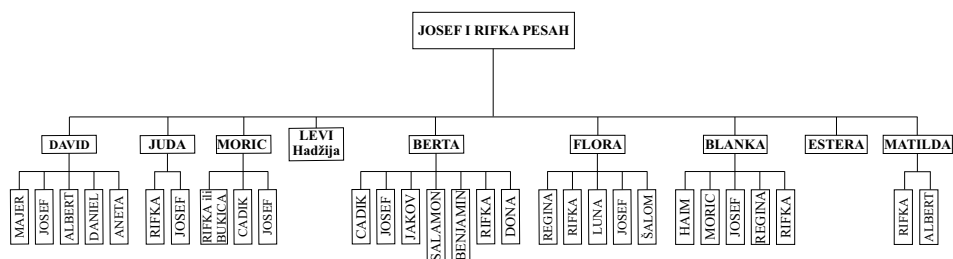 JOSEF I RIFKA PESAH
DAVID
JUDA
MORIC
LEVI
Hadžija
BERTA
FLORA
BLANKA
ESTERA
MATILDA
MAJER
JOSEF
ALBERT
DANIEL
ANETA
RIFKA
JOSEF
RIFKA ili
BUKICA
CADIK
JOSEF
CADIK
JOSEF
JAKOV
SALAMON
BENJAMIN
RIFKA
DONA
REGINA
RIFKA
LUNA
JOSEF
ŠALOM
HAIM
MORIC
JOSEF
REGINA
RIFKA
RIFKA
ALBERT